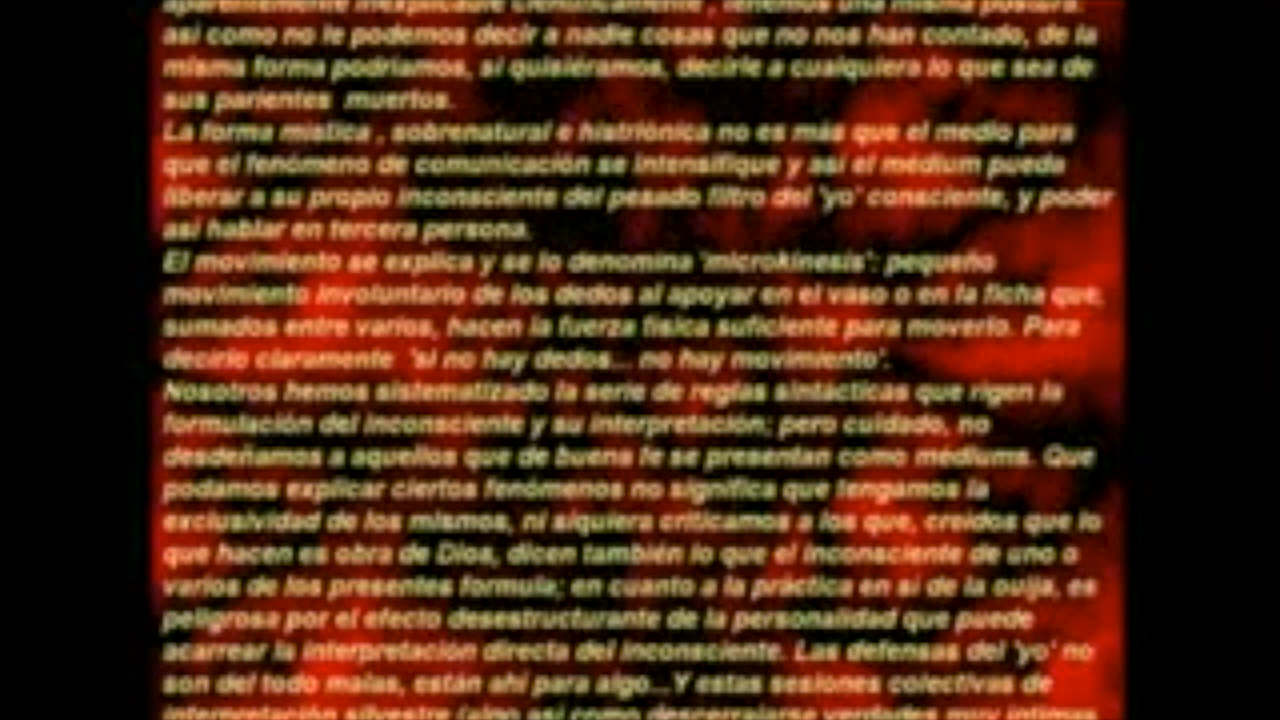 así como no le podemos decir a nadie cosas que no nos han contado, de la
misma forma podríamos, si quisiéramos, decirle a cualquiera lo que sea de
sus parientes muertos.
La forma mística , sobrenatural e histriónica no es más que el medio para
que el fenómeno de comunicación se intensifique y así el médium pueda
liberar a su propio inconsciente del pesado filtro del 'yo' consciente, y poder
así hablar en tercera persona.
El movimiento se explica y se lo denomina 'microkinesis': pequeño
movimiento involuntario de los dedos al apoyar en el vaso o en la ficha que,
sumados entre varios, hacen la fuerza física suficiente para moverlo. Para
decirlo claramente 'si no hay dedos... no hay movimiento'.
Nosotros hemos sistematizado la serie de reglas sintácticas que rigen la
formulación del inconsciente y su interpretación; pero cuidado, no
desdeñamos a aquellos que de buena fe se presentan como médiums. Que
podamos explicar ciertos fenómenos no significa que tengamos la
exclusividad de los mismos, ni siquiera criticamos a los que, creídos que lo
que hacen es obra de Dios, dicen también lo que el inconsciente de uno o
varios de los presentes formula; en cuanto a la práctica en sí de la ouija, es
peligrosa por el efecto desestructurante de la personalidad que puede
acarrear la interpretación directa del inconsciente. Las defensas del 'yo' no
son del todo malas, están ahí para algo...Y estas sesiones colectivas de